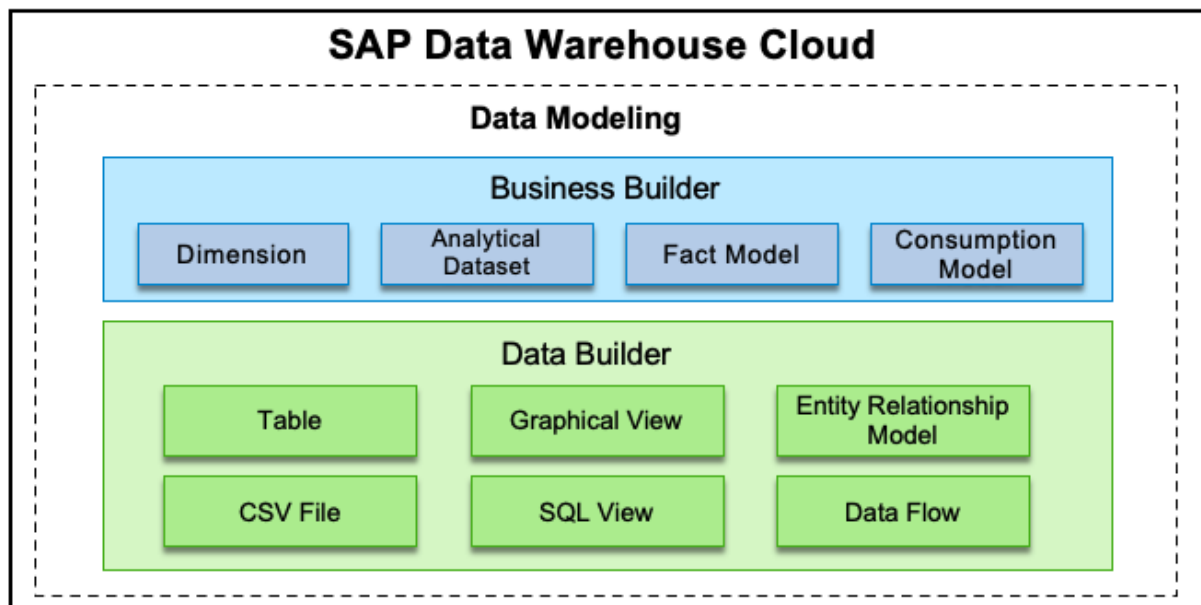 SAP Data Warehouse Cloud
Data Modeling
Business Builder
Dimension
Analytical
Dataset
Fact Model
Consumption
Model
Data Builder
Table
Graphical View
Entity Relationship
Model
CSV File
SQL View
Data Flow